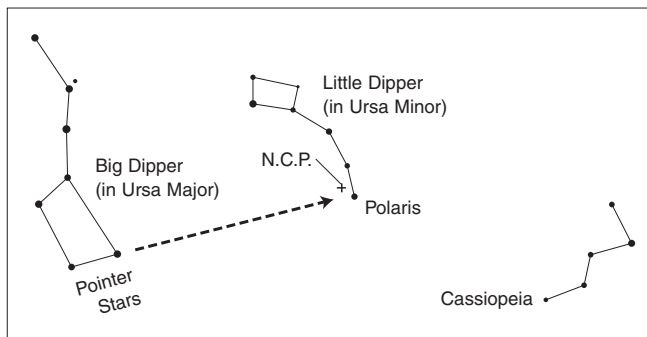 Little Dipper
(in Ursa Minor)
N.C.P.
Big Dipper
(in Ursa Major)
Polaris
Pointer
Stars
Cassiopeia